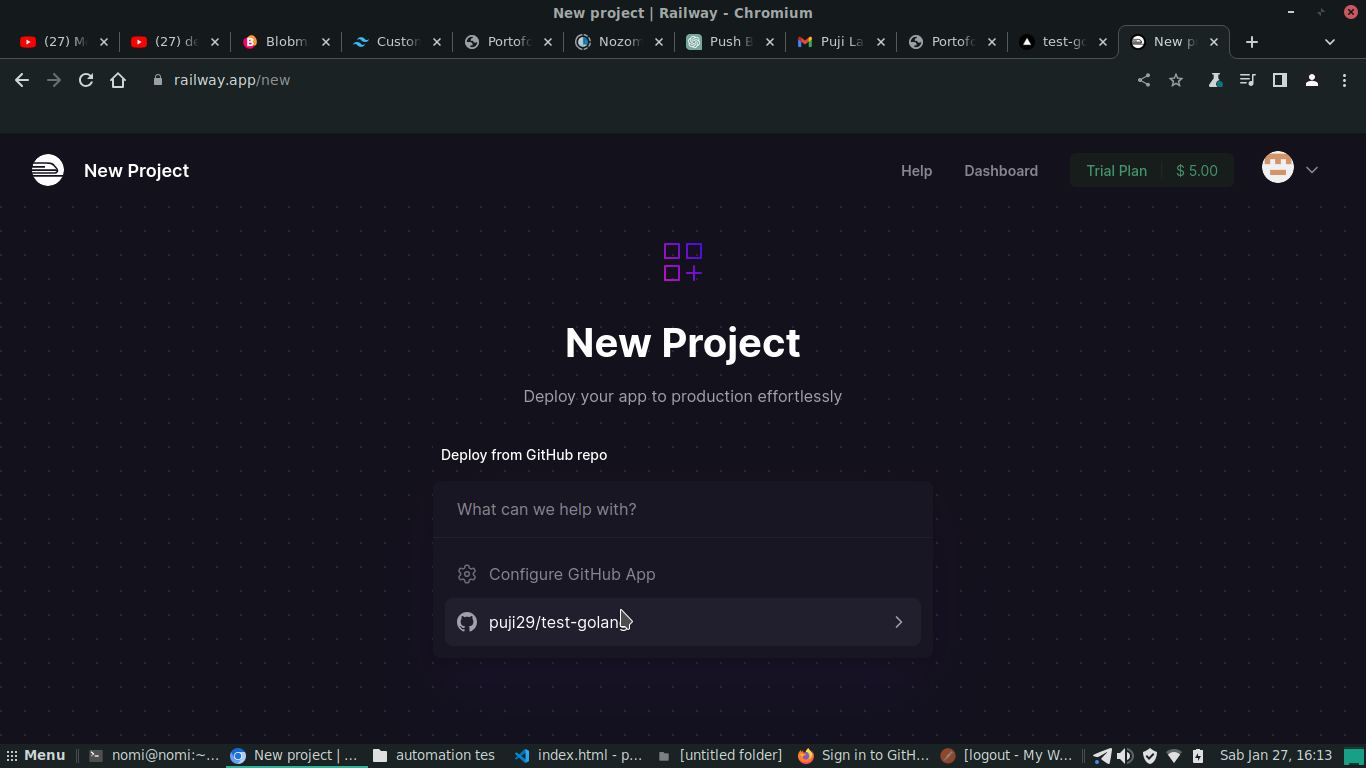 New project | Railway - Chromium
(27) M
(27) de
Blobm
Custor
Portofo
Nozom
Push B
Puji La
Portofo
test-go
New p
railway.app/new
New Project
Help
Dashboard
Trial Plan
$ 5.00
New Project
Deploy your app to production effortlessly
Deploy from GitHub repo
What can we help with?
Configure GitHub App
puji29/test-golang
Menu
nomi@nomi:~...
New project | ...
automation tes
index.html - p...
[untitled folder]
Sign in to GitH...
[logout - My W...
Sab Jan 27, 16:13